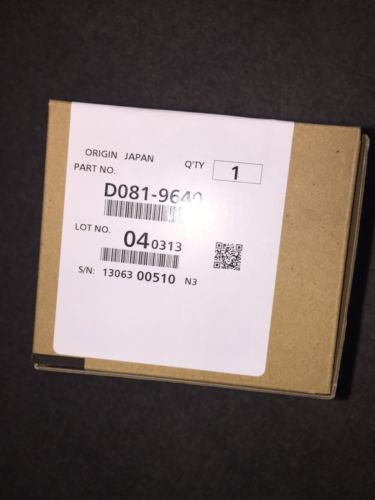 ORIGIN JAPAN
Q'TY 1
PART NO.
D081-9640
LOT NO. 04 0313
S/N: 13063 00510 N3